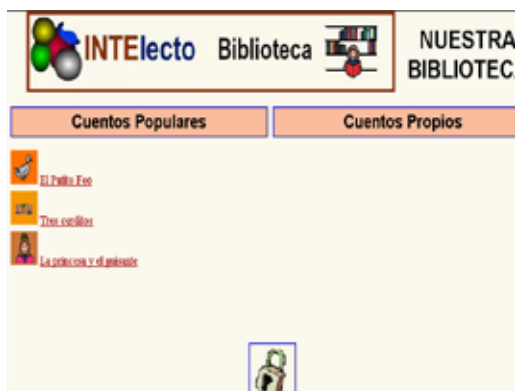 INTElecto Biblioteca
NUESTRA
BIBLIOTECA
Cuentos Populares
Cuentos Propios
El Patito Feo
Tres cerditos
La princesa y el guisante